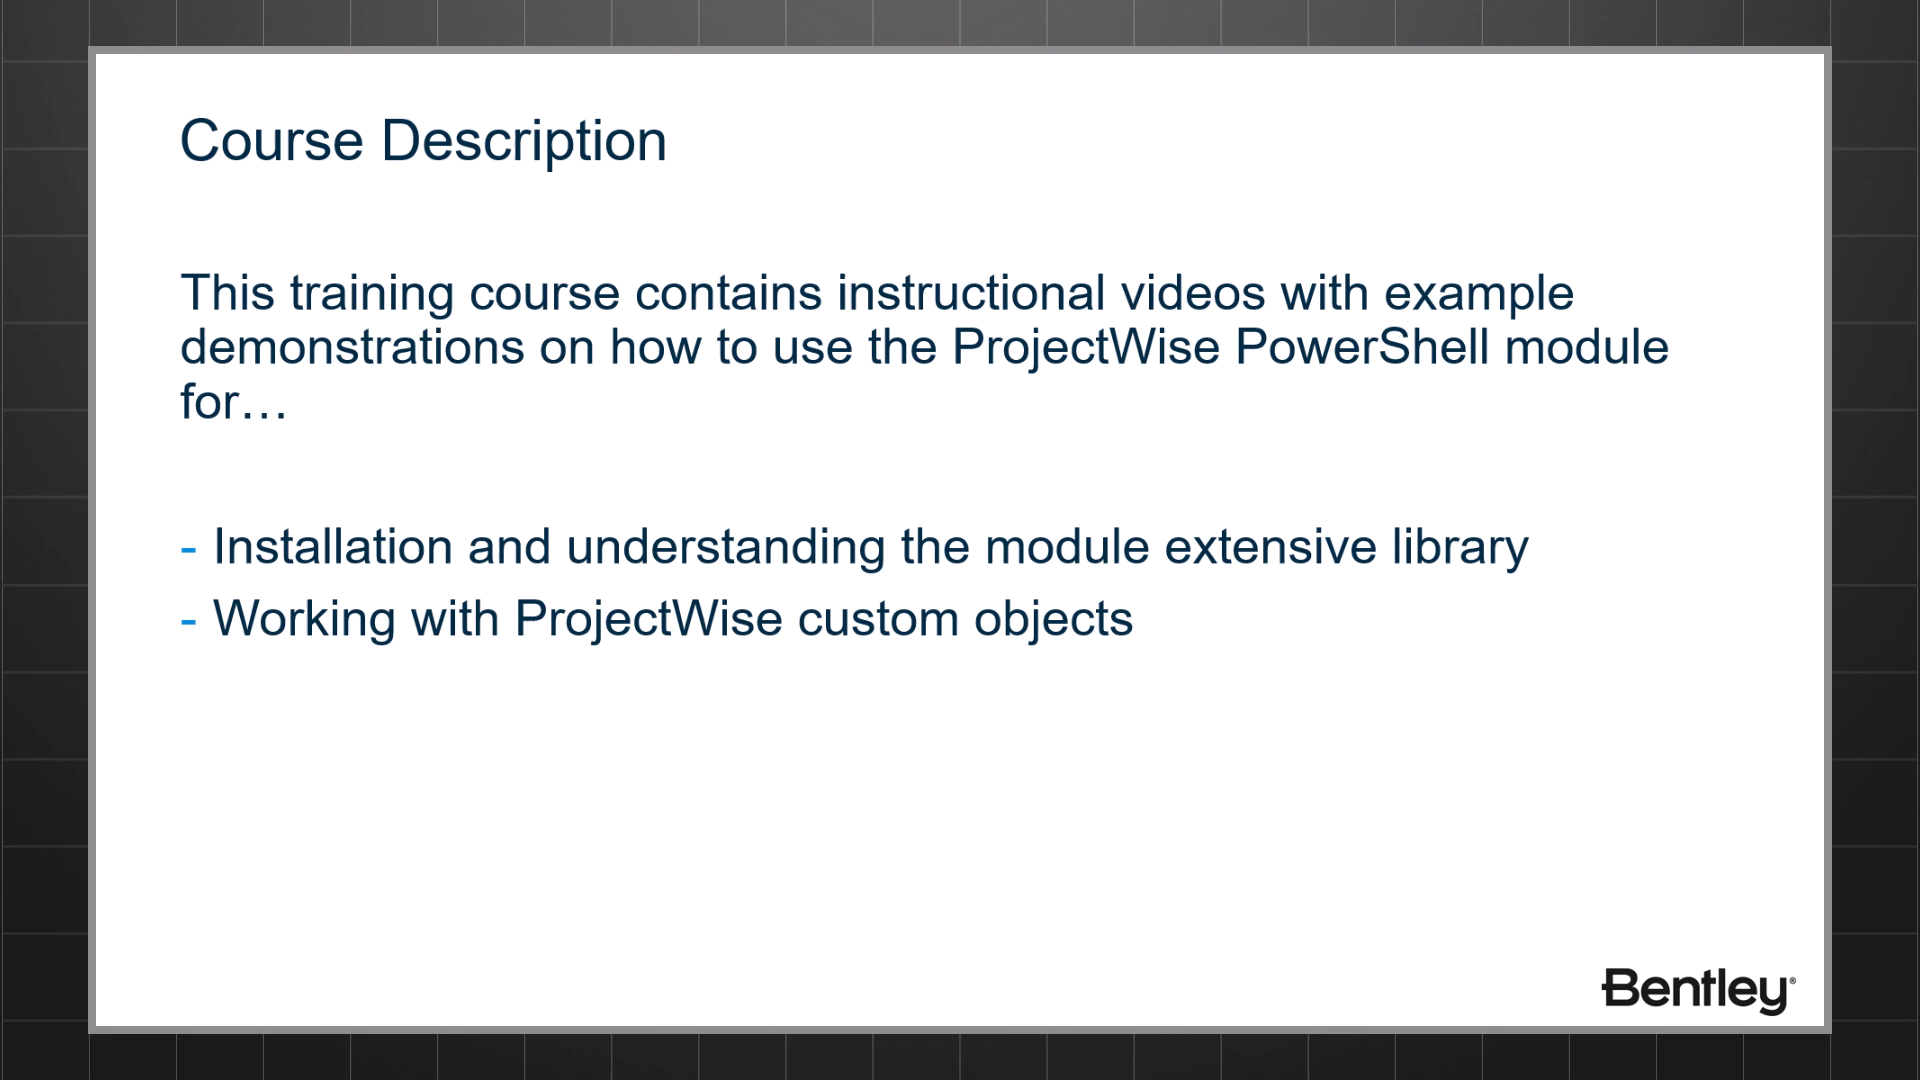 Course Description
This training course contains instructional videos with example
demonstrations on how to use the ProjectWise PowerShell module
for…
- Installation and understanding the module extensive library
- Working with ProjectWise custom objects
Bentley®